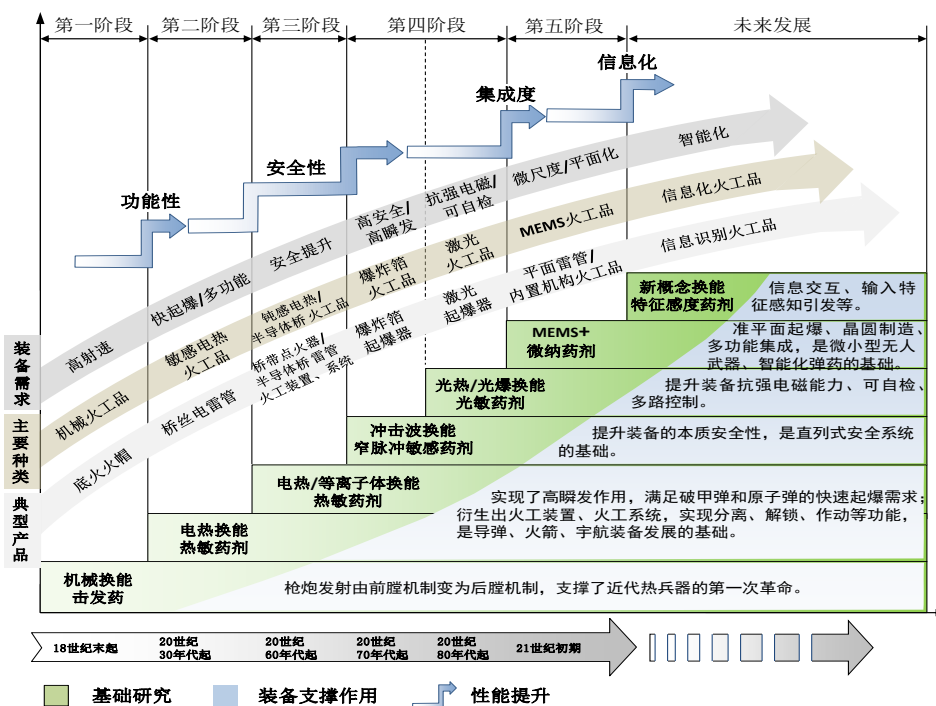 第一阶段
第二阶段
第三阶段
第四阶段
第五阶段
未来发展
功能性
安全性
集成度
信息化
装备需求
高射速
快起爆/多功能
安全提升
高安全/
高瞬发
抗强电磁/
可自检
微尺度/平面化
智能化
主要种类
机械火工品
敏感电热
火工品
钝感电热/
半导体桥火工品
爆炸箔
火工品
激光
火工品
MEMS火工品
信息化火工品
典型产品
底火火帽
桥丝电雷管
桥带点火器/
半导体桥雷管
火工装置、系统
爆炸箔
起爆器
激光
起爆器
平面雷管/
内置机构火工品
信息识别火工品
新概念换能
特征感度药剂
信息交互、输入特
征感知引发等。
MEMS+
微纳药剂
准平面起爆、晶圆制造、
多功能集成，是微小型无人
武器、智能化弹药的基础。
光热/光爆换能
光敏药剂
提升装备抗强电磁能力、可自检、
多路控制。
冲击波换能
窄脉冲敏感药剂
提升装备的本质安全性，是直列式安全系统
的基础。
电热/等离子体换能
热敏药剂
电热换能
热敏药剂
实现了高瞬发作用，满足破甲弹和原子弹的快速起爆需求；
衍生出火工装置、火工系统，实现分离、解锁、作动等功能，
是导弹、火箭、宇航装备发展的基础。
机械换能
击发药
枪炮发射由前膛机制变为后膛机制，支撑了近代热兵器的第一次革命。
18世纪末起
20世纪
30年代起
20世纪
60年代起
20世纪
70年代起
20世纪
80年代起
21世纪初期
基础研究
装备支撑作用
性能提升